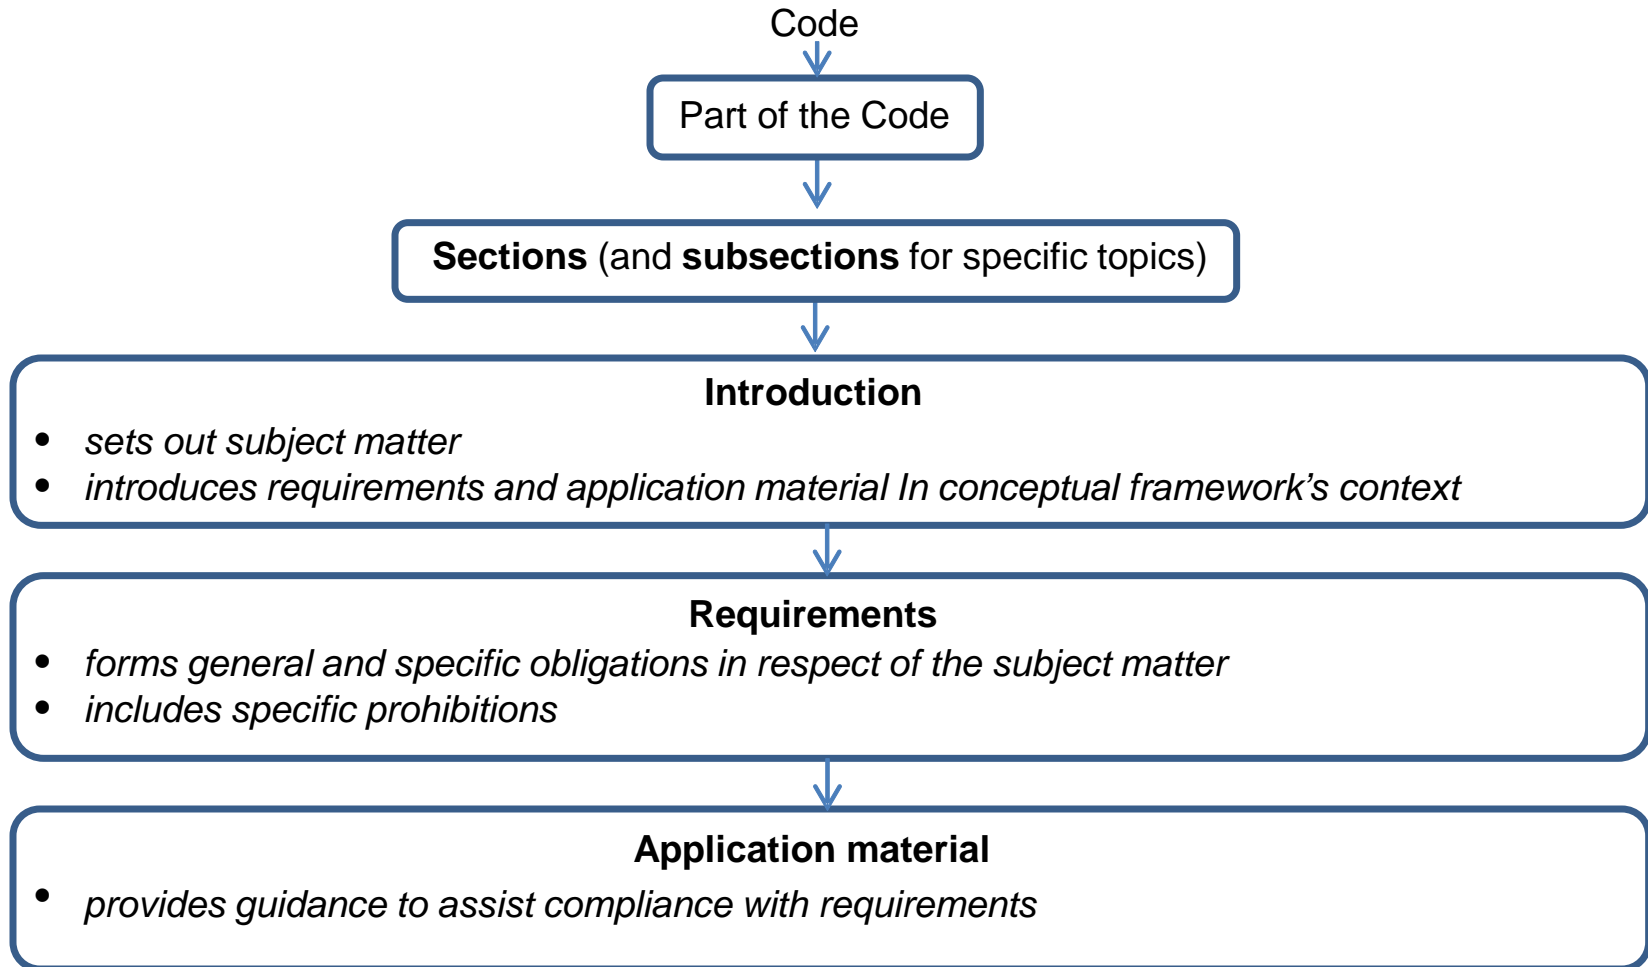 Code
Part of the Code
Sections (and subsections for specific topics)
Introduction
• sets out subject matter
• introduces requirements and application material In conceptual framework’s context
Requirements
• forms general and specific obligations in respect of the subject matter
• includes specific prohibitions
Application material
• provides guidance to assist compliance with requirements